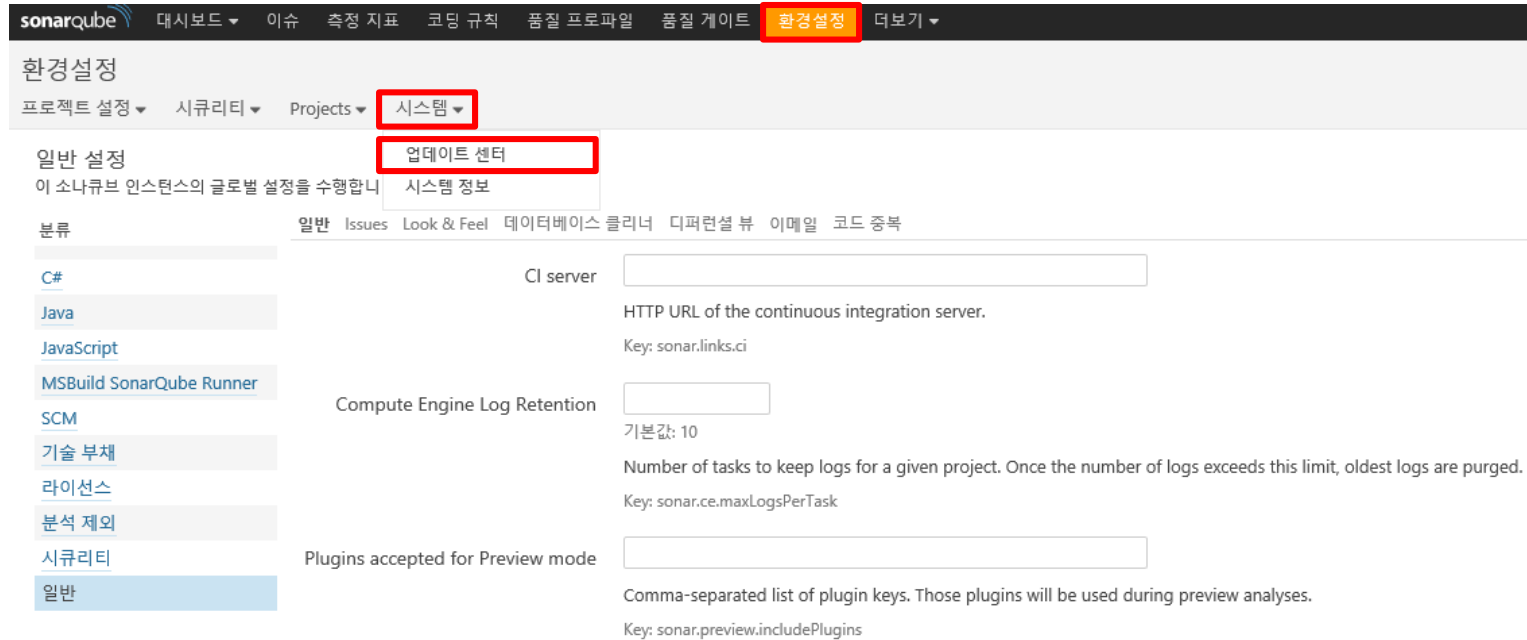 sonarqube 대시보드 이슈 측정 지표 코딩 규칙 품질 프로파일 품질 게이트 환경설정 더보기
환경설정
프로젝트 설정 시큐리티 Projects 시스템
업데이트 센터
시스템 정보
일반 설정
이 소나큐브 인스턴스의 글로벌 설정을 수행합니
분류
C#
Java
JavaScript
MSBuild SonarQube Runner
SCM
기술 부채
라이선스
분석 제외
시큐리티
일반
일반 Issues Look & Feel 데이터베이스 클리너 디퍼런셜 뷰 이메일 코드 중복
CI server
HTTP URL of the continuous integration server.
Key: sonar.links.ci
Compute Engine Log Retention
기본값: 10
Number of tasks to keep logs for a given project. Once the number of logs exceeds this limit, oldest logs are purged.
Key: sonar.ce.maxLogsPerTask
Plugins accepted for Preview mode
Comma-separated list of plugin keys. Those plugins will be used during preview analyses.
Key: sonar.preview.includePlugins